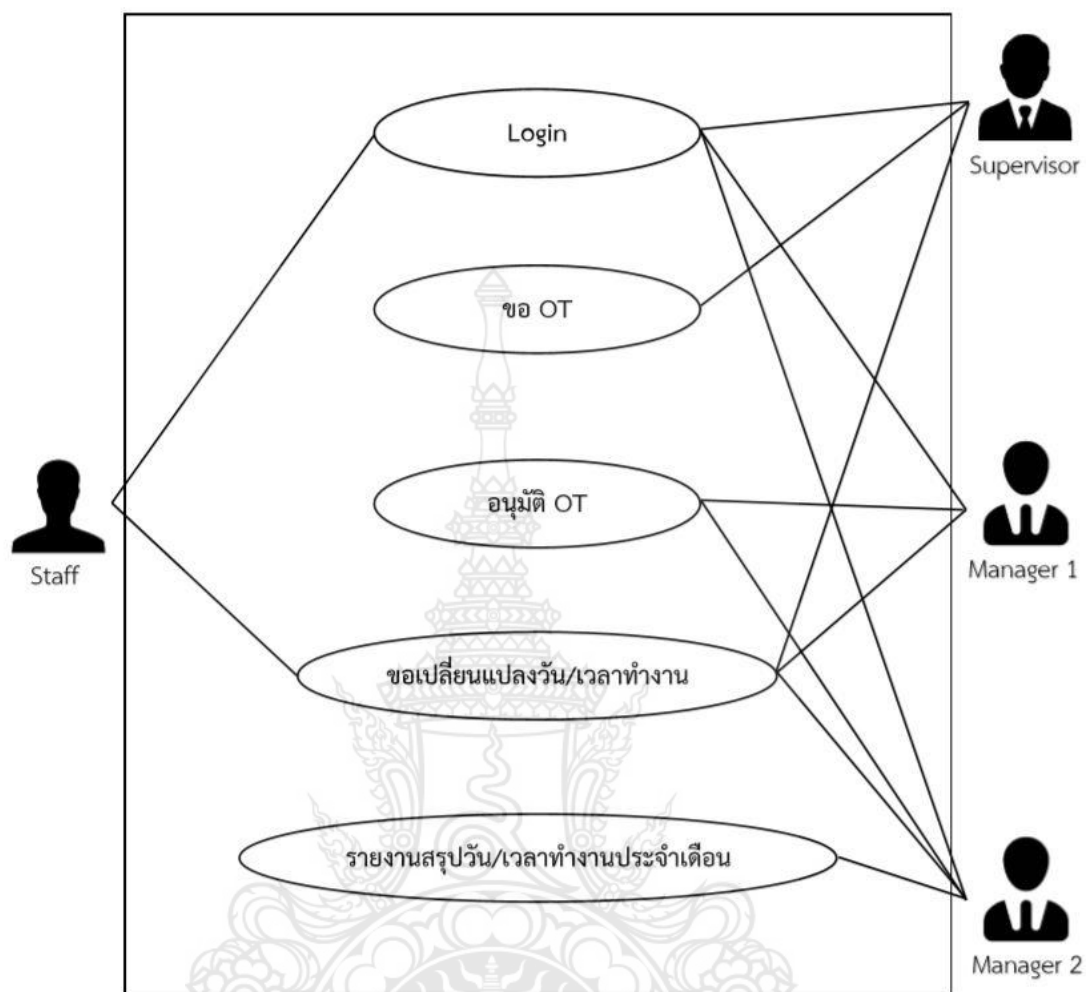 Login
Supervisor
ขอ OT
อนุมัติ OT
Staff
Manager 1
ขอเปลี่ยนแปลงวัน/เวลาทำงาน
รายงานสรุปวัน/เวลาทำงานประจำเดือน
Manager 2